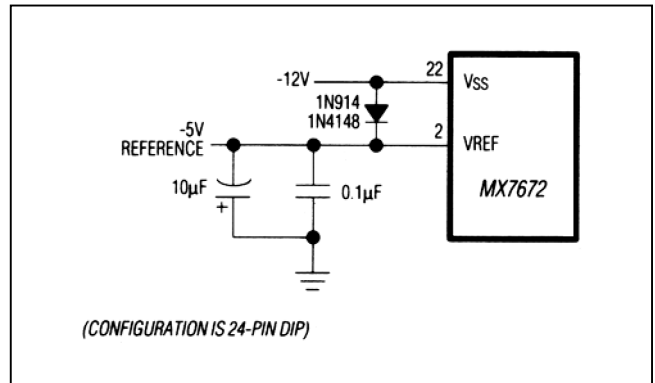 -12V
22
VSS
1N914
1N4148
-5V
REFERENCE
2
VREF
10µF
+
0.1µF
MX7672
(CONFIGURATION IS 24-PIN DIP)